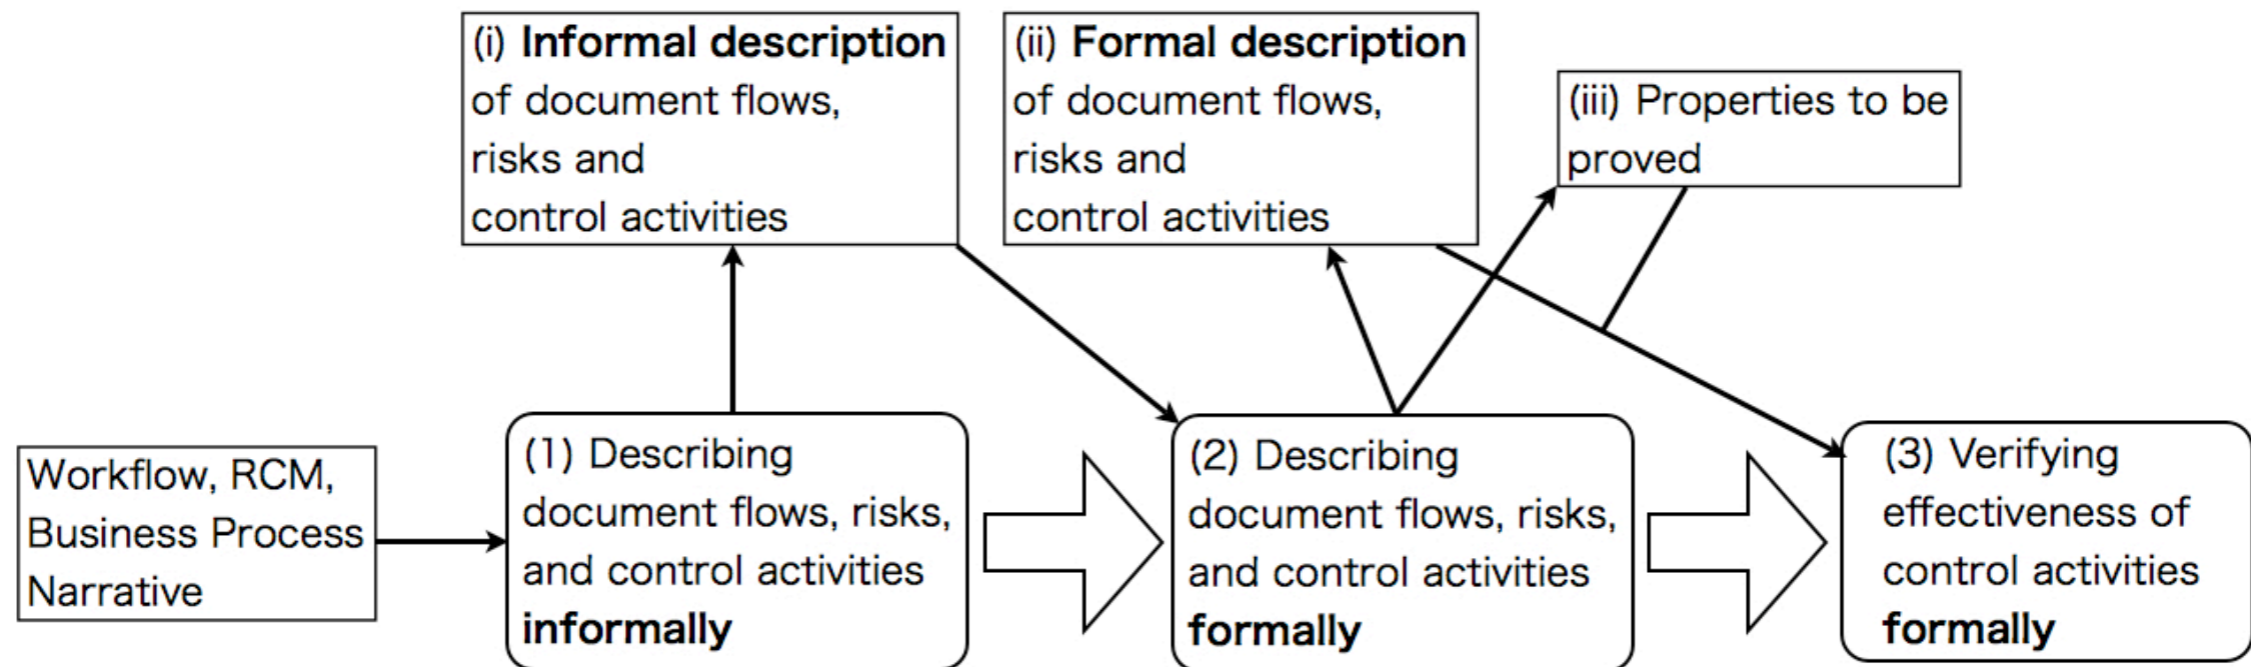 (i) Informal description
of document flows,
risks and
control activities
(ii) Formal description
of document flows,
risks and
control activities
(iii) Properties to be
proved
Workflow, RCM,
Business Process
Narrative
(1) Describing
document flows, risks,
and control activities
informally
(2) Describing
document flows, risks,
and control activities
formally
(3) Verifying
effectiveness of
control activities
formally